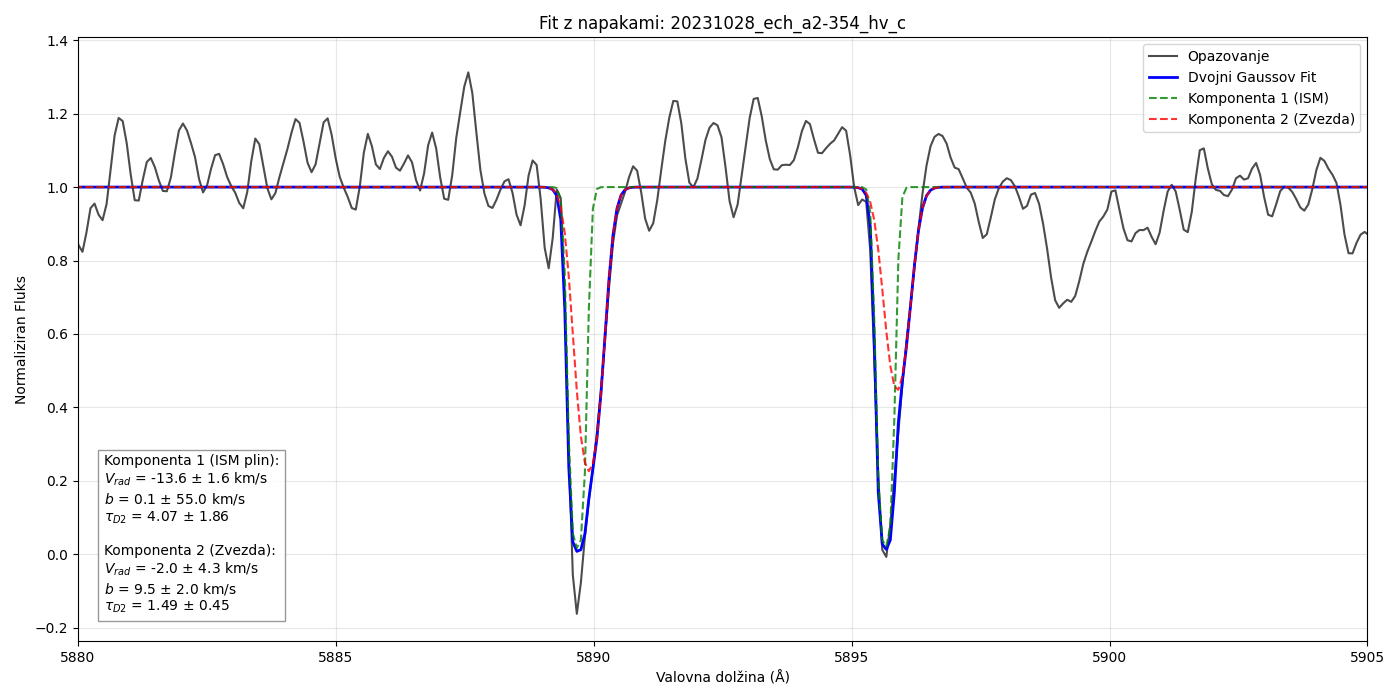 Fit z napakami: 20231028_ech_a2-354_hv_c
1.4
1.2
1.0
0.8
0.6
0.4
0.2
0.0
−0.2
Normaliziran Fluks
Opazovanje
Dvojni Gaussov Fit
Komponenta 1 (ISM)
Komponenta 2 (Zvezda)
Komponenta 1 (ISM plin):
V_rad = -13.6 ± 1.6 km/s
b = 0.1 ± 55.0 km/s
τ_D2 = 4.07 ± 1.86
Komponenta 2 (Zvezda):
V_rad = -2.0 ± 4.3 km/s
b = 9.5 ± 2.0 km/s
τ_D2 = 1.49 ± 0.45
5880 5885 5890 5895 5900 5905
Valovna dolžina (Å)